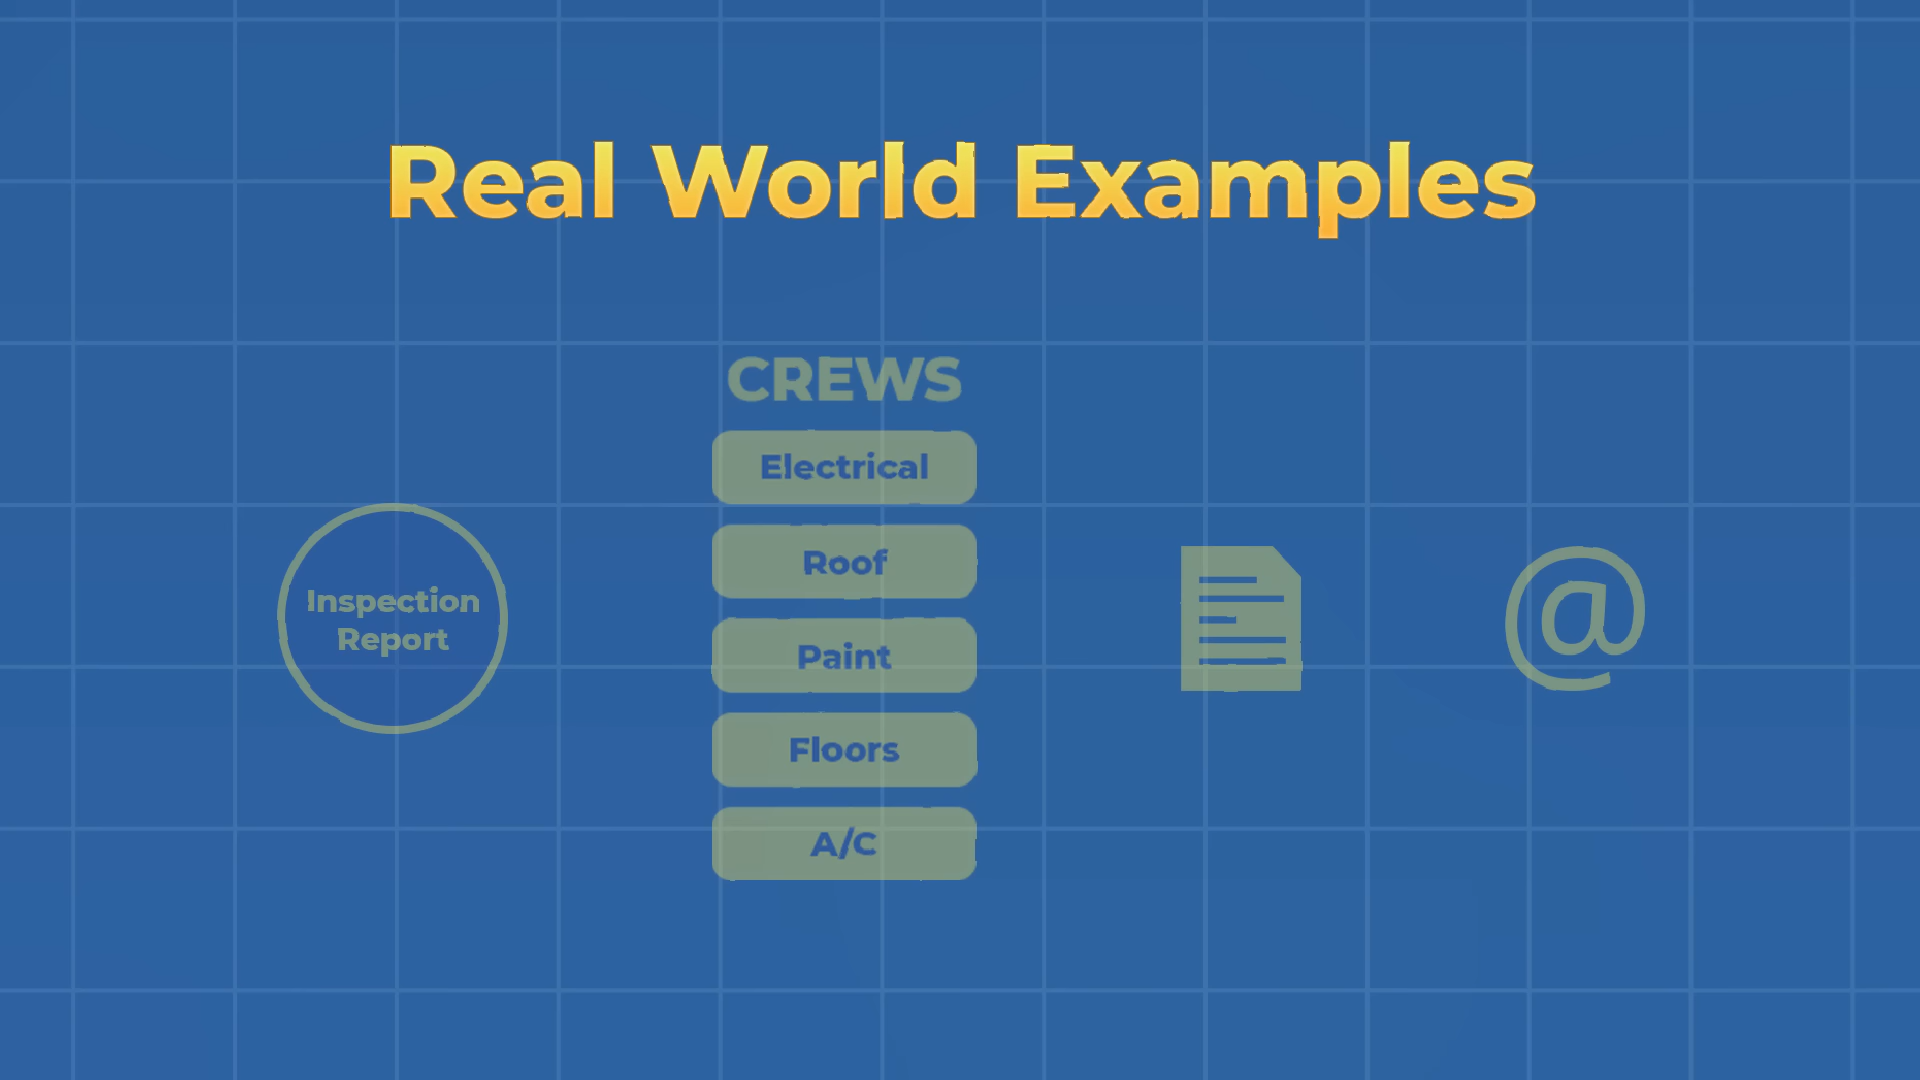 Real World Examples
Inspection
Report
CREWS
Electrical
Roof
Paint
Floors
A/C
@